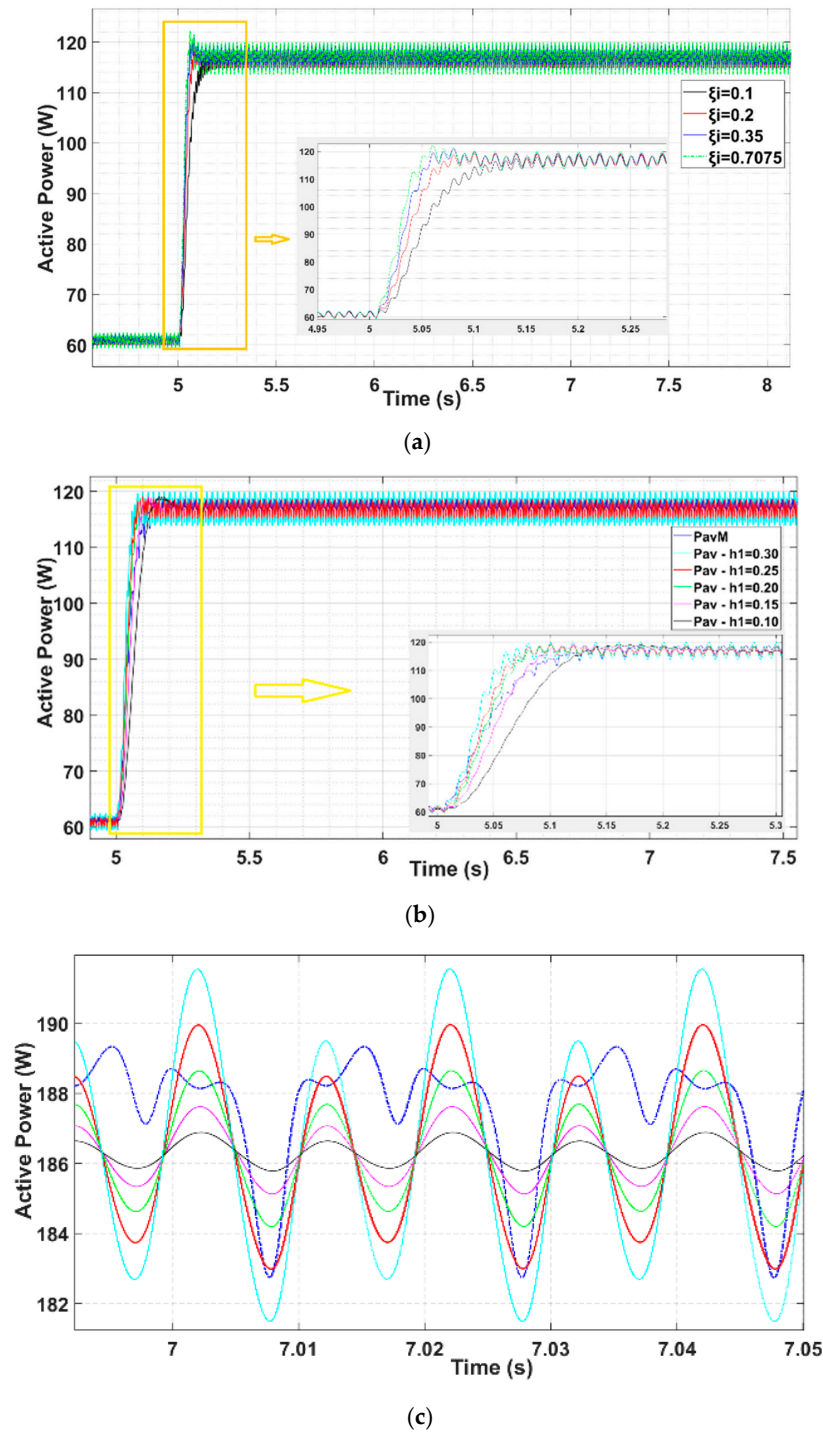 120
110
100
90
80
70
60
Active Power (W)
ξi=0.1
ξi=0.2
ξi=0.35
ξi=0.7075
120
110
100
90
80
70
60
4.95 5 5.05 5.1 5.15 5.2 5.25
5 5.5 6 6.5 7 7.5 8
Time (s)
(a)
120
110
100
90
80
70
60
Active Power (W)
PavM
Pav - h1=0.30
Pav - h1=0.25
Pav - h1=0.20
Pav - h1=0.15
Pav - h1=0.10
120
110
100
90
80
70
60
5 5.05 5.1 5.15 5.2 5.25 5.3
5 5.5 6 6.5 7 7.5
Time (s)
(b)
190
188
186
184
182
Active Power (W)
7 7.01 7.02 7.03 7.04 7.05
Time (s)
(c)